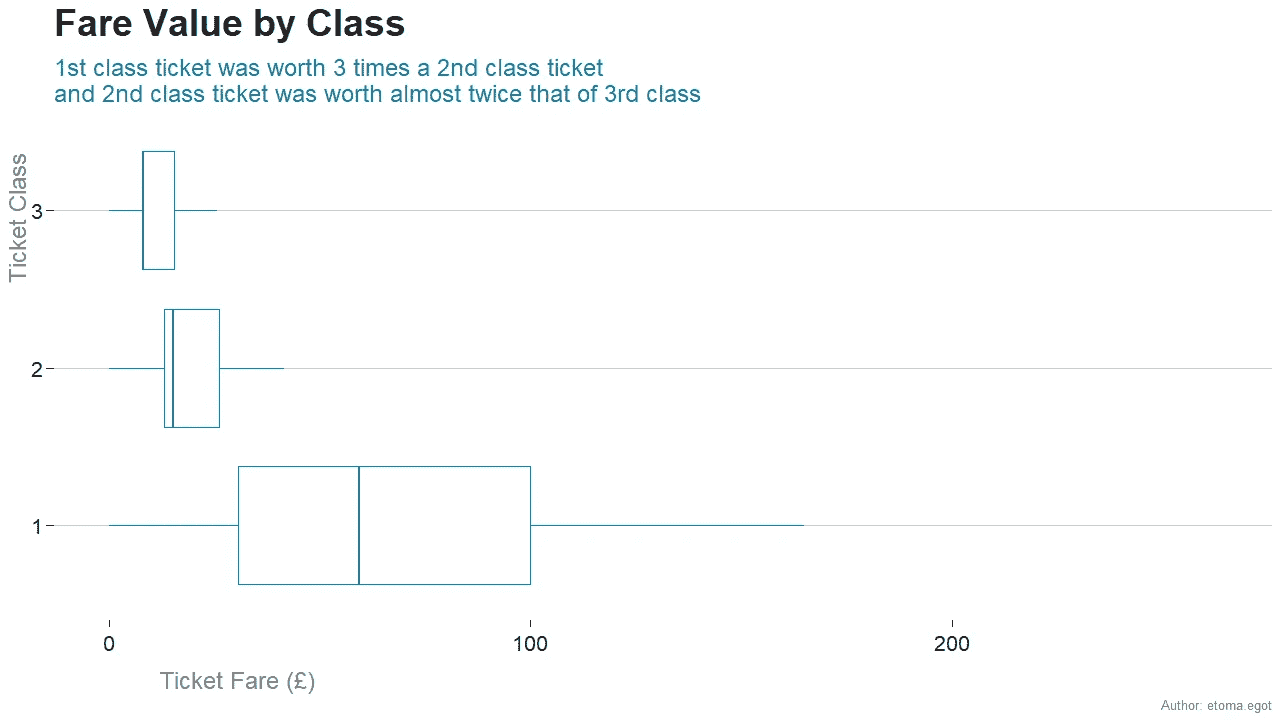 Fare Value by Class
1st class ticket was worth 3 times a 2nd class ticket
and 2nd class ticket was worth almost twice that of 3rd class
Ticket Class
3
2
1
0
100
200
Ticket Fare (£)
Author: etoma.egot